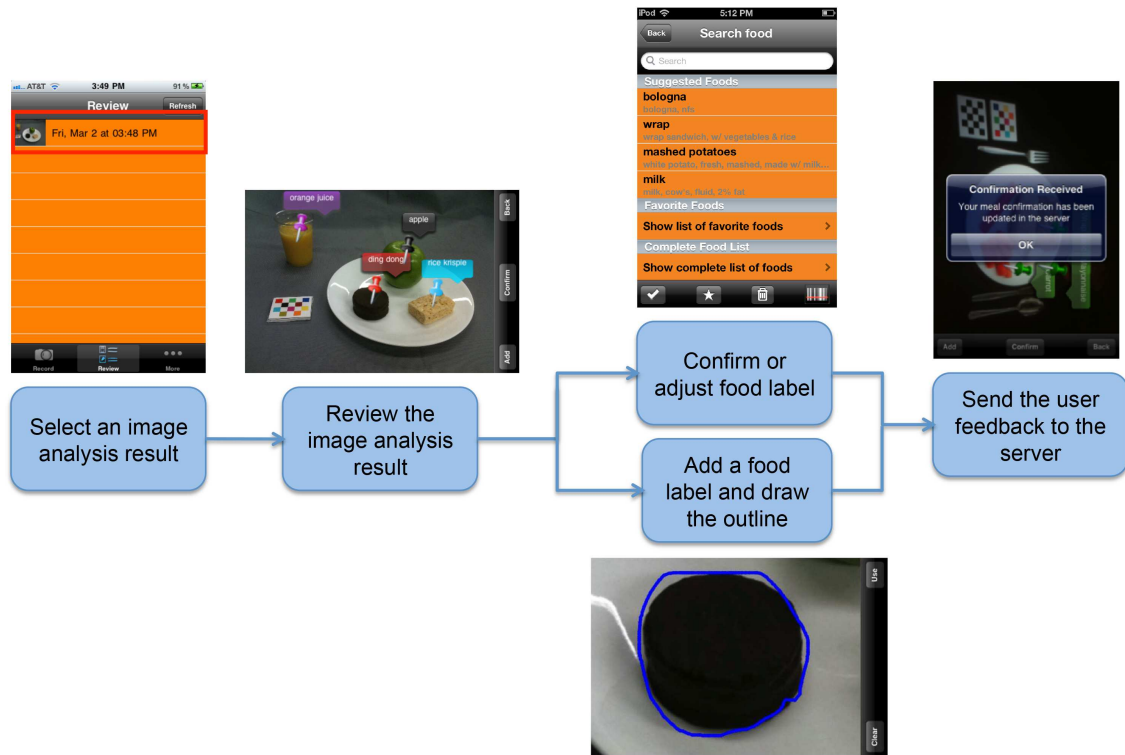 AT&T 3:49 PM 91 %
Review Refresh
Fri, Mar 2 at 03:48 PM
Record Review More
Select an image
analysis result
orange juice
apple
ding dong
rice krispie
Back
Confirm
Add
Review the
image analysis
result
iPod 5:12 PM
Back Search food
Search
Suggested Foods
bologna
bologna, nfs
wrap
wrap sandwich, w/ vegetables & rice
mashed potatoes
white potato, fresh, mashed, made w/ milk...
milk
milk, cow's, fluid, 2% fat
Favorite Foods
Show list of favorite foods
Complete Food List
Show complete list of foods
Confirm or
adjust food label
Add a food
label and draw
the outline
Use
Clear
Confirmation Received
Your meal confirmation has been
updated in the server
OK
mayonnaise
Add Confirm Back
Send the user
feedback to the
server